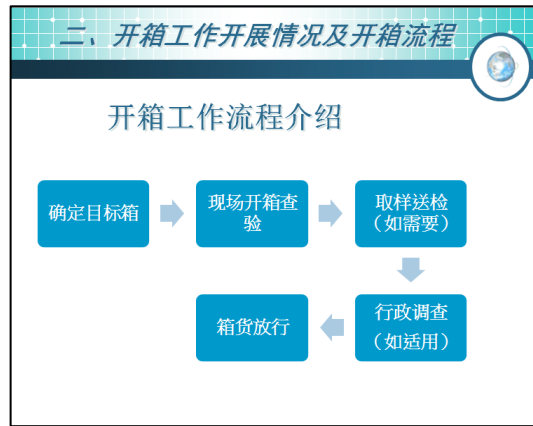 二、开箱工作开展情况及开箱流程
开箱工作流程介绍
确定目标箱
现场开箱查
验
取样送检
（如需要）
行政调查
（如适用）
箱货放行